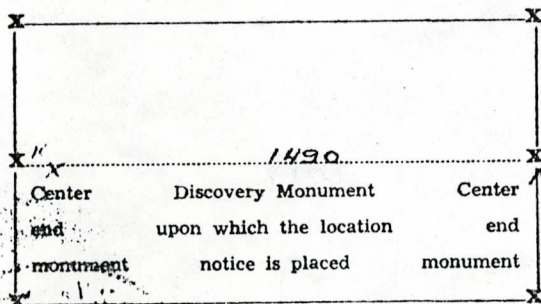 X X
X 1490 X
X
Center Discovery Monument Center
end upon which the location end
monument notice is placed monument
X X